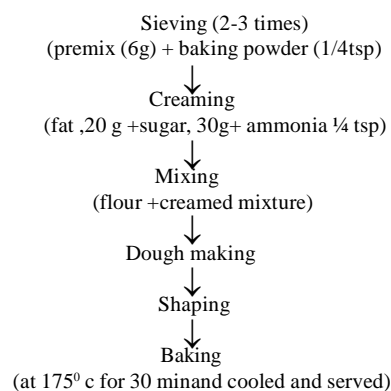 Sieving (2-3 times)
(premix (6g) + baking powder (1/4tsp)
Creaming
(fat ,20 g +sugar, 30g+ ammonia ¼ tsp)
Mixing
(flour +creamed mixture)
Dough making
Shaping
Baking
(at 175⁰ c for 30 minand cooled and served)